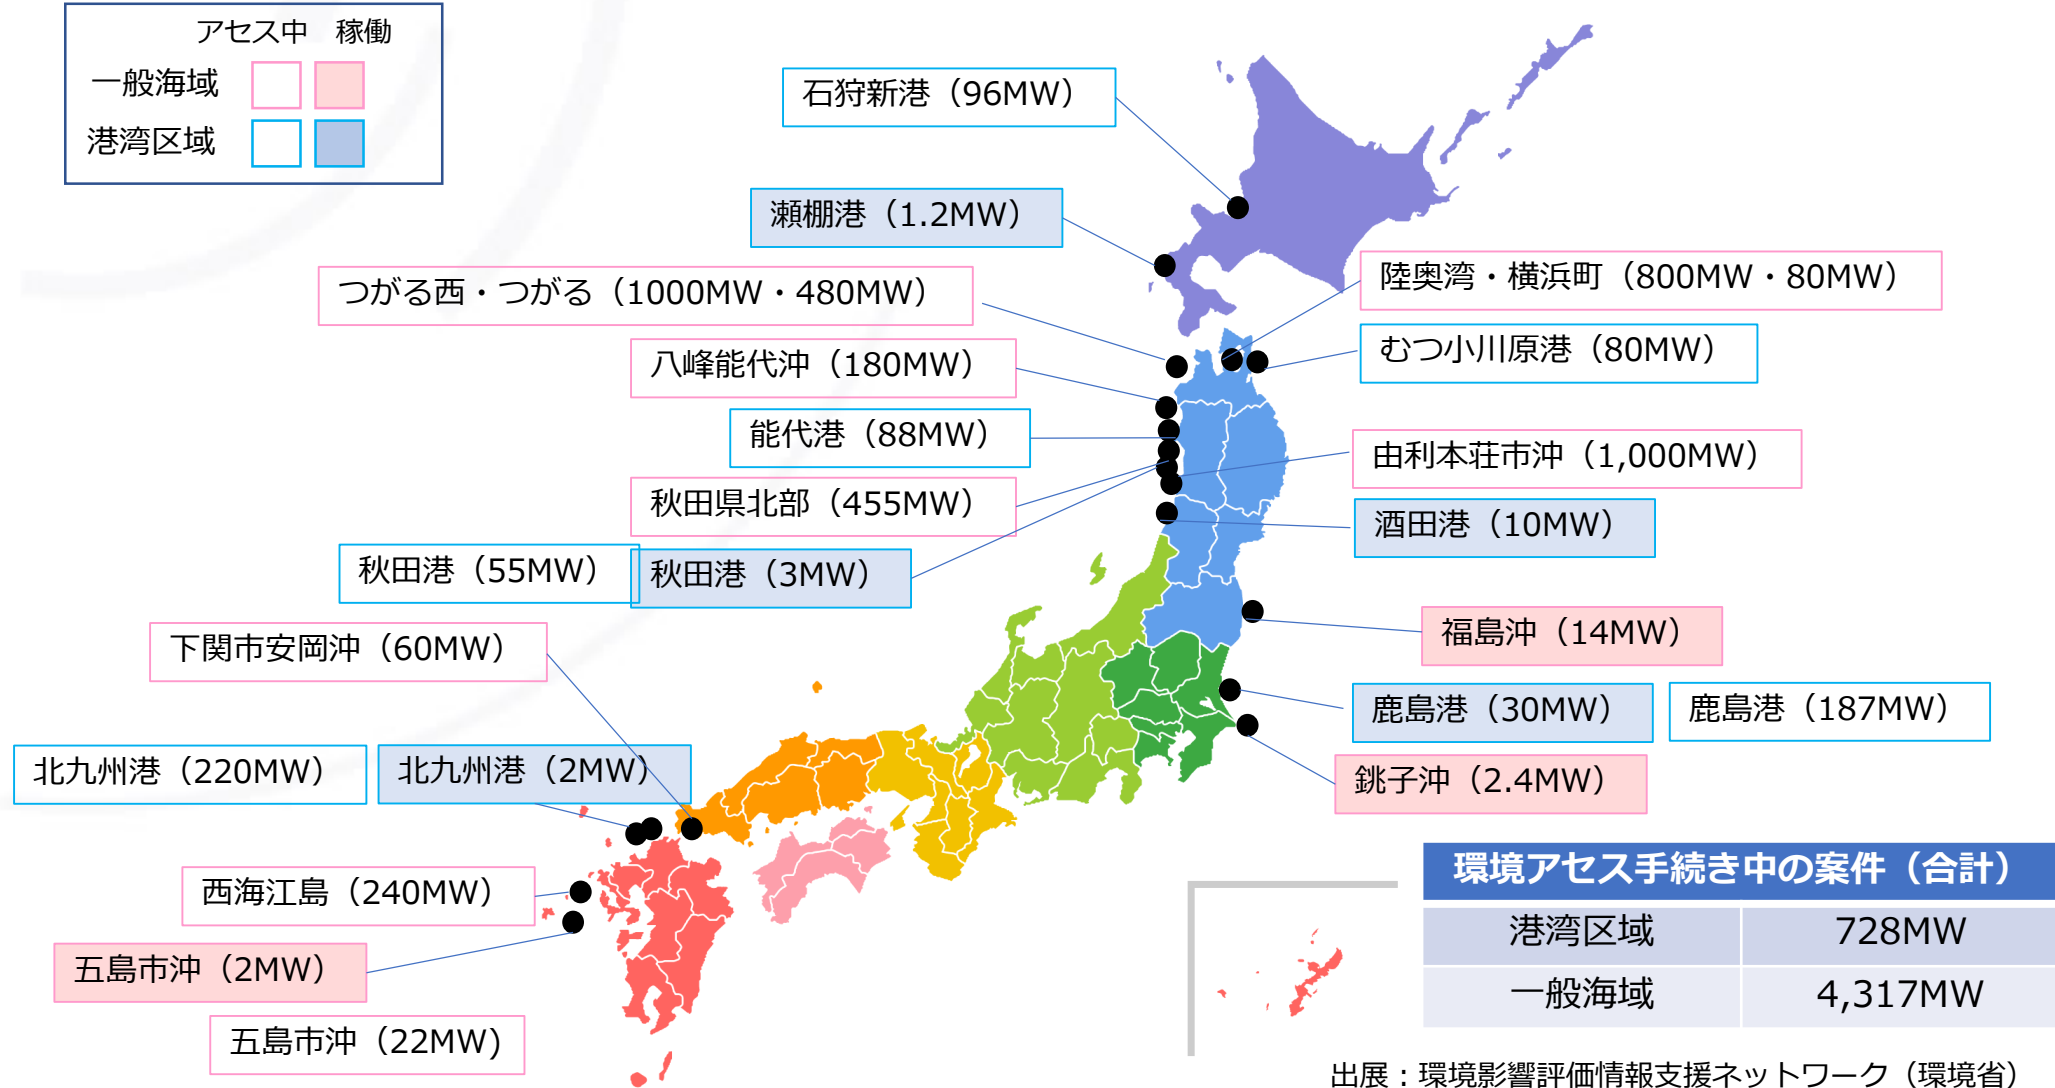 アセス中 稼働
一般海域
港湾区域
石狩新港（96MW）
瀬棚港（1.2MW）
つがる西・つがる（1000MW・480MW）
陸奥湾・横浜町（800MW・80MW）
むつ小川原港（80MW）
八峰能代沖（180MW）
能代港（88MW）
由利本荘市沖（1,000MW）
秋田県北部（455MW）
酒田港（10MW）
秋田港（55MW）
秋田港（3MW）
福島沖（14MW）
下関市安岡沖（60MW）
鹿島港（30MW）
鹿島港（187MW）
北九州港（220MW）
北九州港（2MW）
銚子沖（2.4MW）
西海江島（240MW）
五島市沖（2MW）
五島市沖（22MW)
環境アセス手続き中の案件（合計）
港湾区域 728MW
一般海域 4,317MW
出展：環境影響評価情報支援ネットワーク（環境省）